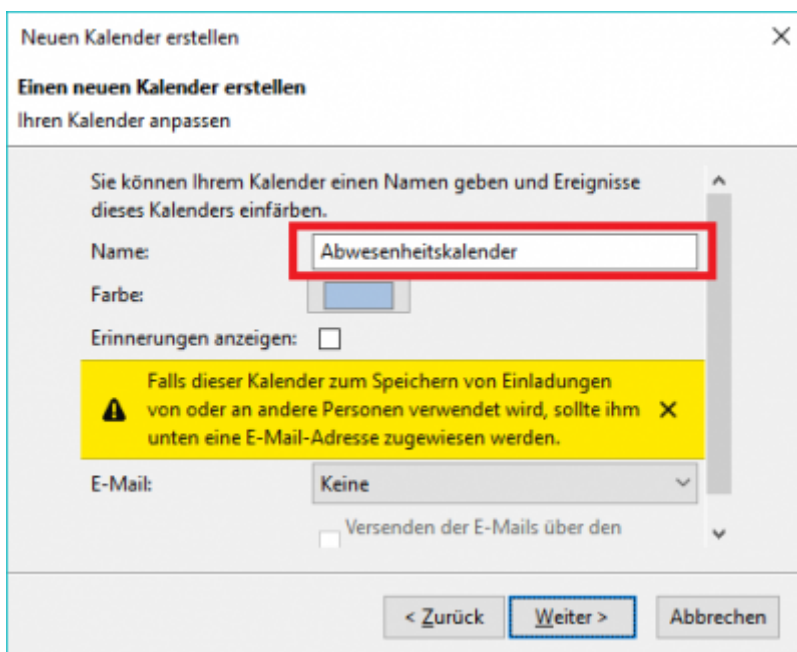 Neuen Kalender erstellen
Einen neuen Kalender erstellen
Ihren Kalender anpassen
Sie können Ihrem Kalender einen Namen geben und Ereignisse
dieses Kalenders einfärben.
Name: Abwesenheitskalender
Farbe:
Erinnerungen anzeigen:
Falls dieser Kalender zum Speichern von Einladungen
von oder an andere Personen verwendet wird, sollte ihm
unten eine E-Mail-Adresse zugewiesen werden.
E-Mail: Keine
Versenden der E-Mails über den
< Zurück Weiter > Abbrechen